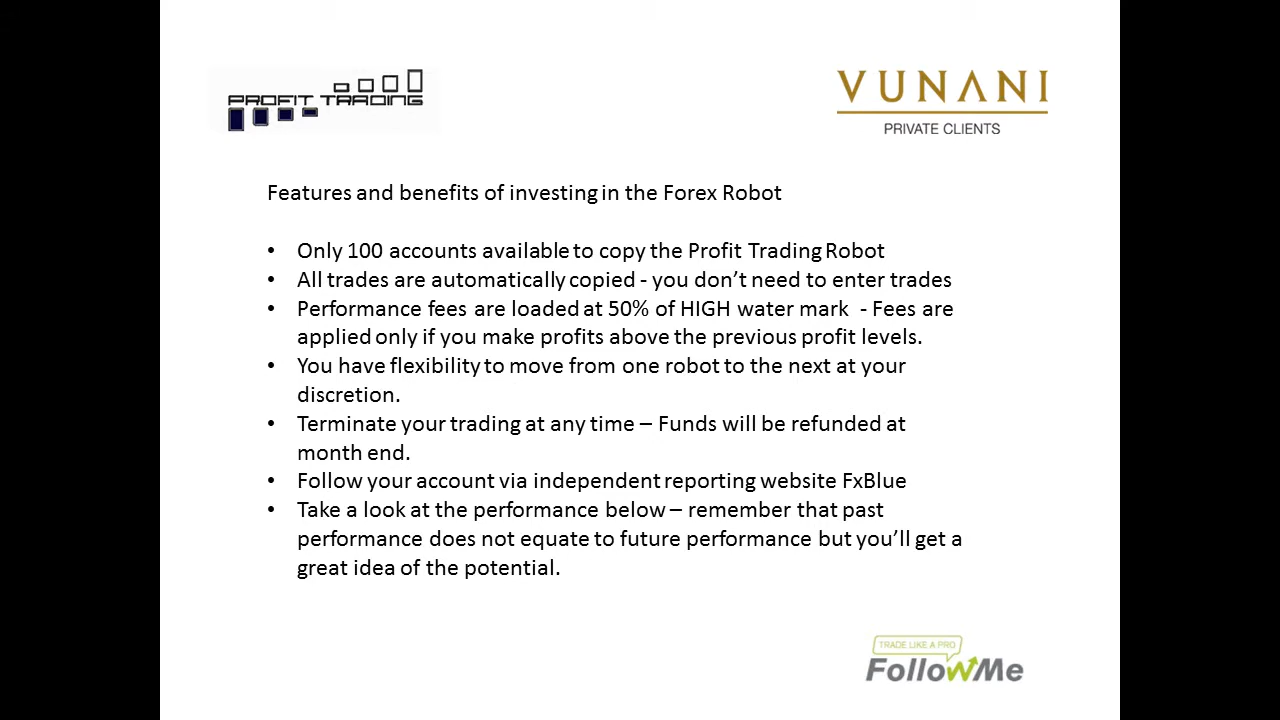 PROFIT TRADING
VUNANI
PRIVATE CLIENTS
Features and benefits of investing in the Forex Robot
• Only 100 accounts available to copy the Profit Trading Robot
• All trades are automatically copied - you don’t need to enter trades
• Performance fees are loaded at 50% of HIGH water mark - Fees are
applied only if you make profits above the previous profit levels.
• You have flexibility to move from one robot to the next at your
discretion.
• Terminate your trading at any time – Funds will be refunded at
month end.
• Follow your account via independent reporting website FxBlue
• Take a look at the performance below – remember that past
performance does not equate to future performance but you’ll get a
great idea of the potential.
TRADE LIKE A PRO
FollowMe